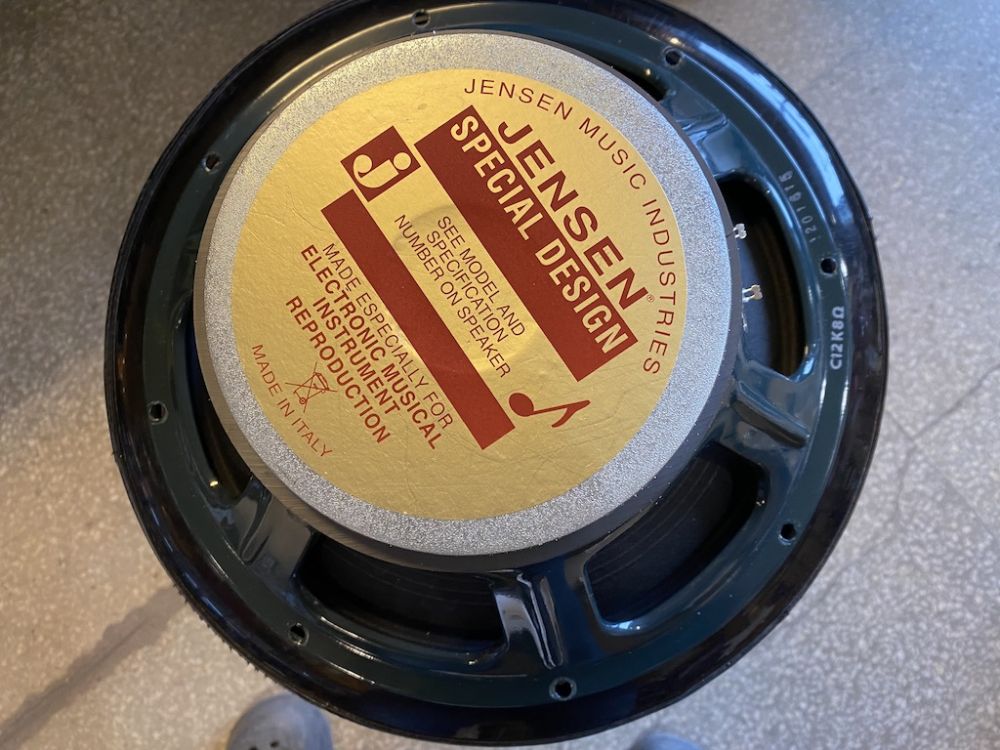 JENSEN MUSIC INDUSTRIES
JENSEN®
SPECIAL DESIGN
j
SEE MODEL AND
SPECIFICATION
NUMBER ON SPEAKER
MADE ESPECIALLY FOR
ELECTRONIC MUSICAL
INSTRUMENT
REPRODUCTION
MADE IN ITALY
C12K8Ω